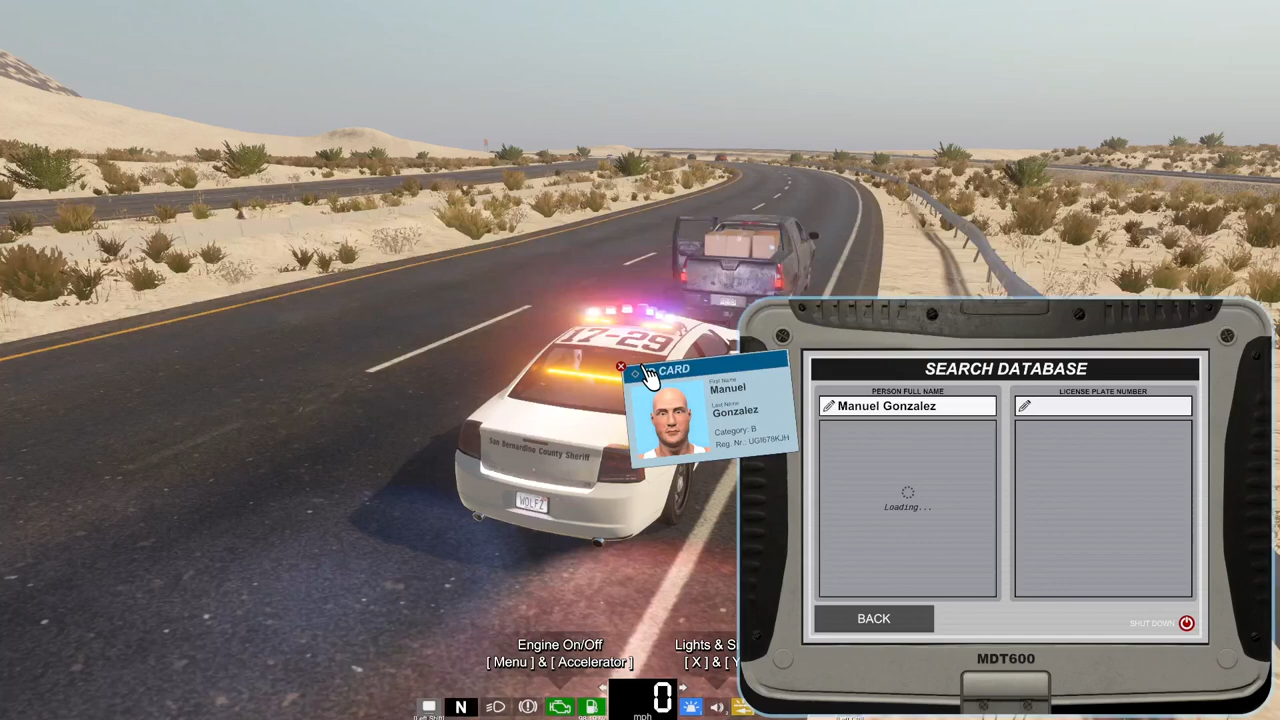 17-29
San Bernardino County Sheriff
WOLFZ
CARD
First Name
Manuel
Last Name
Gonzalez
Category: B
Reg. Nr.: UGI678KJH
SEARCH DATABASE
PERSON FULL NAME
Manuel Gonzalez
LICENSE PLATE NUMBER
Loading...
BACK
SHUT DOWN
MDT600
Engine On/Off
[ Menu ] & [ Accelerator ]
Lights & S
[ X ] & [ Y
N
0
mph
[Left Shift]